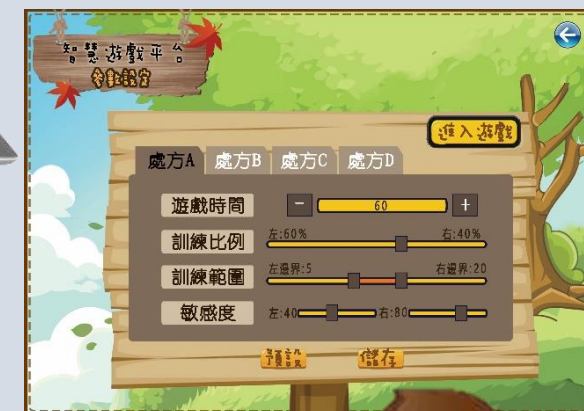 智慧遊戲平台
參數設定
進入遊戲
處方A 處方B 處方C 處方D
遊戲時間 - 60 +
訓練比例 左:60% 右:40%
訓練範圍 左邊界:5 右邊界:20
敏感度 左:40 右:80
預設 儲存